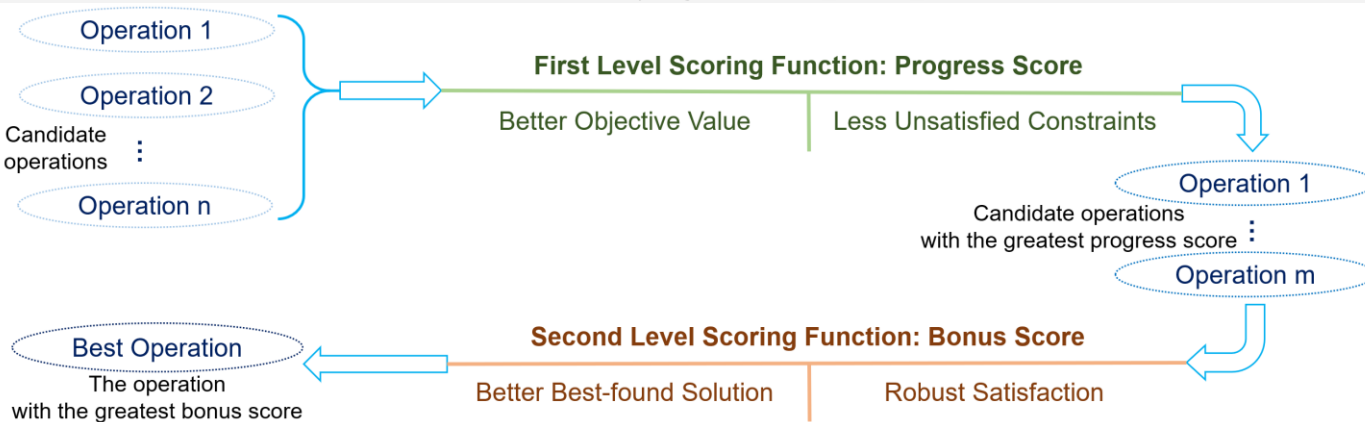 Operation 1
Operation 2
Candidate
operations
Operation n
First Level Scoring Function: Progress Score
Better Objective Value
Less Unsatisfied Constraints
Operation 1
Candidate operations
with the greatest progress score
Operation m
Second Level Scoring Function: Bonus Score
Better Best-found Solution
Robust Satisfaction
Best Operation
The operation
with the greatest bonus score